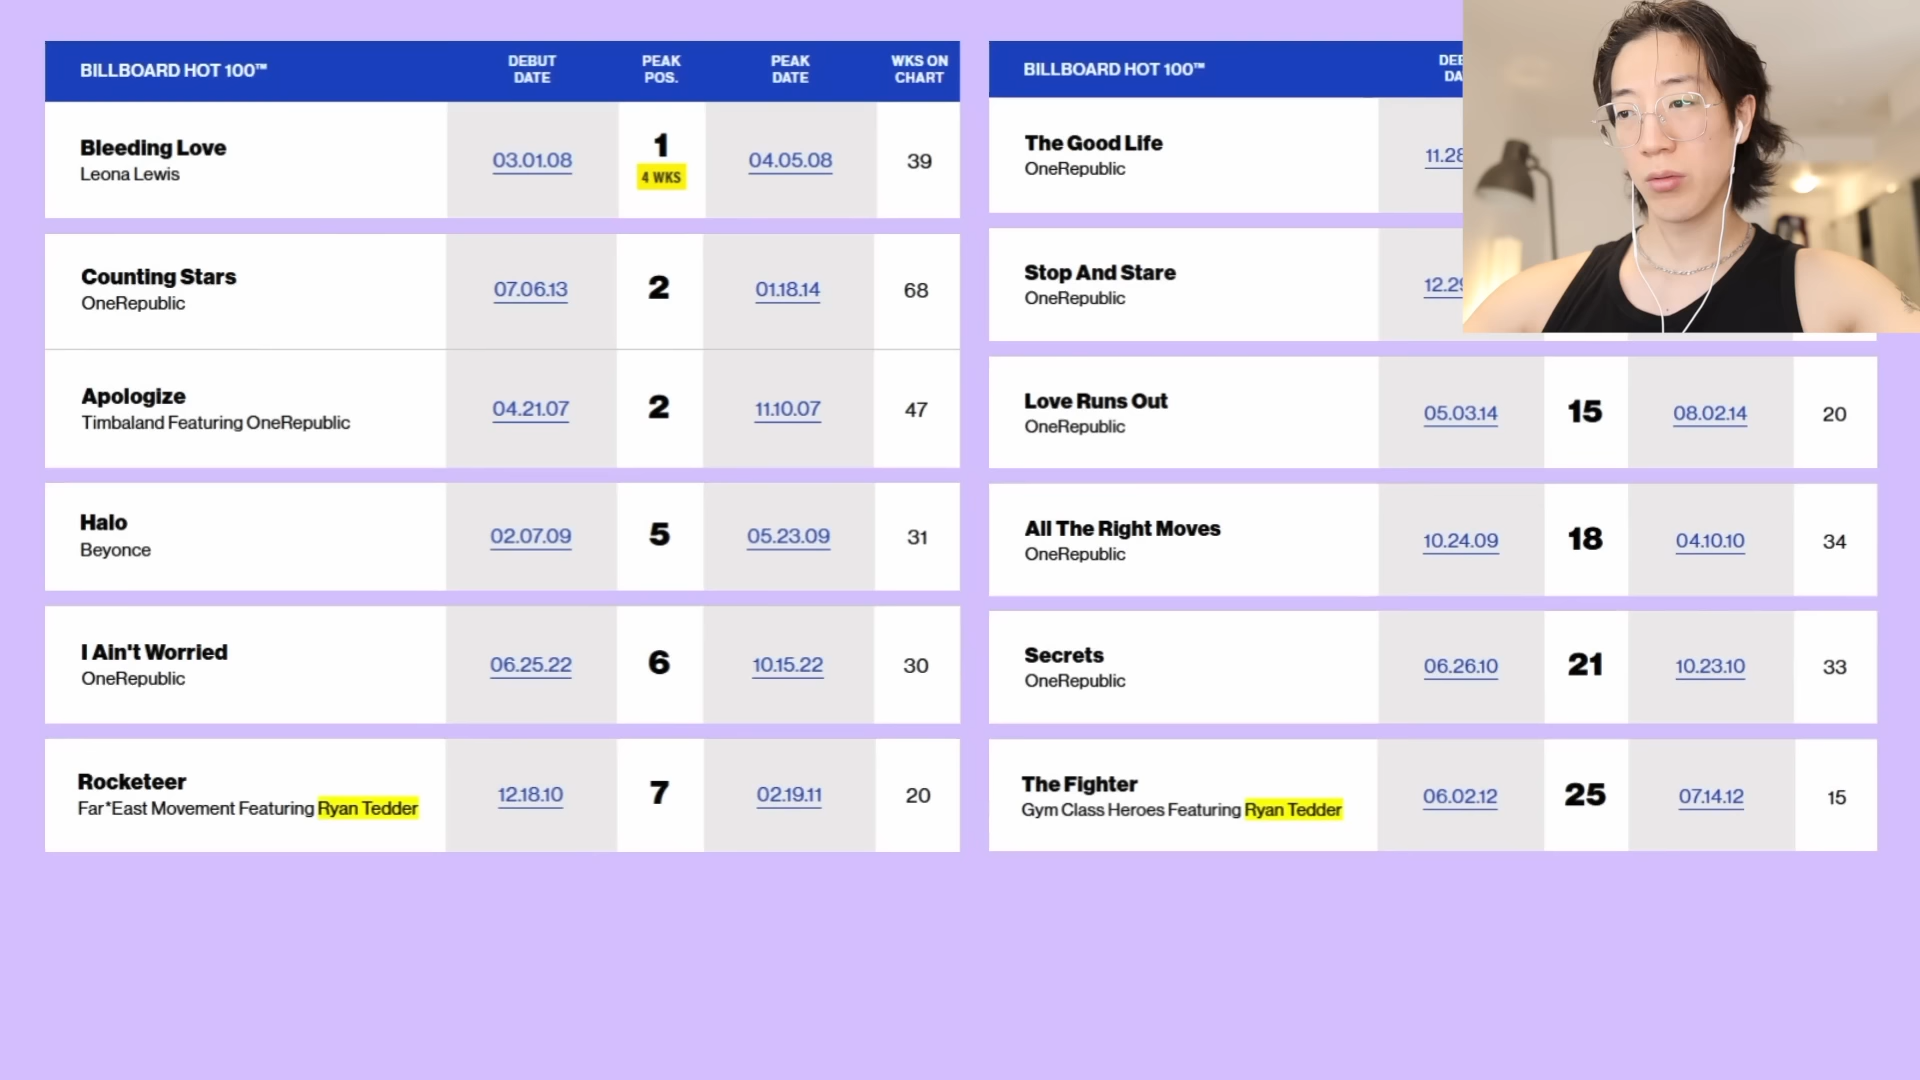 BILLBOARD HOT 100™ DEBUT DATE PEAK POS. PEAK DATE WKS ON CHART
Bleeding Love
Leona Lewis
03.01.08 1 04.05.08 39
4 WKS
Counting Stars
OneRepublic
07.06.13 2 01.18.14 68
Apologize
Timbaland Featuring OneRepublic
04.21.07 2 11.10.07 47
Halo
Beyonce
02.07.09 5 05.23.09 31
I Ain't Worried
OneRepublic
06.25.22 6 10.15.22 30
Rocketeer
Far*East Movement Featuring Ryan Tedder
12.18.10 7 02.19.11 20
BILLBOARD HOT 100™
The Good Life
OneRepublic
11.28
Stop And Stare
OneRepublic
12.29
Love Runs Out
OneRepublic
05.03.14 15 08.02.14 20
All The Right Moves
OneRepublic
10.24.09 18 04.10.10 34
Secrets
OneRepublic
06.26.10 21 10.23.10 33
The Fighter
Gym Class Heroes Featuring Ryan Tedder
06.02.12 25 07.14.12 15